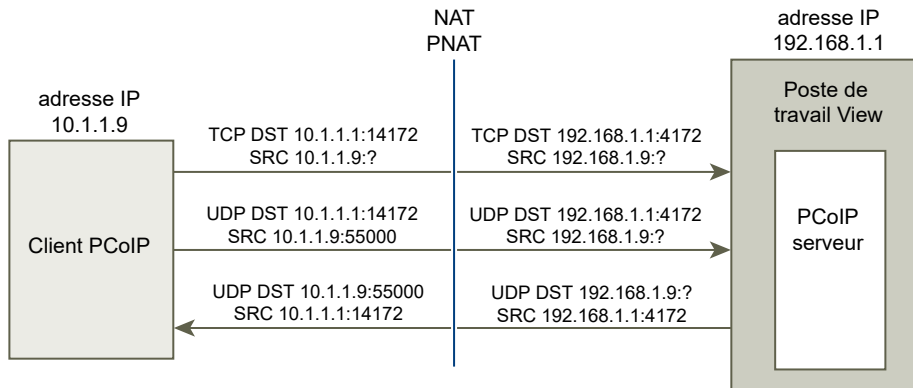 NAT
PNAT
adresse IP
192.168.1.1
adresse IP
10.1.1.9
Poste de
travail View
TCP DST 10.1.1.1:14172
SRC 10.1.1.9:?
TCP DST 192.168.1.1:4172
SRC 192.168.1.9:?
Client PCoIP
UDP DST 10.1.1.1:14172
SRC 10.1.1.9:55000
UDP DST 192.168.1.1:4172
SRC 192.168.1.9:?
PCoIP
serveur
UDP DST 10.1.1.9:55000
SRC 10.1.1.1:14172
UDP DST 192.168.1.9:?
SRC 192.168.1.1:4172